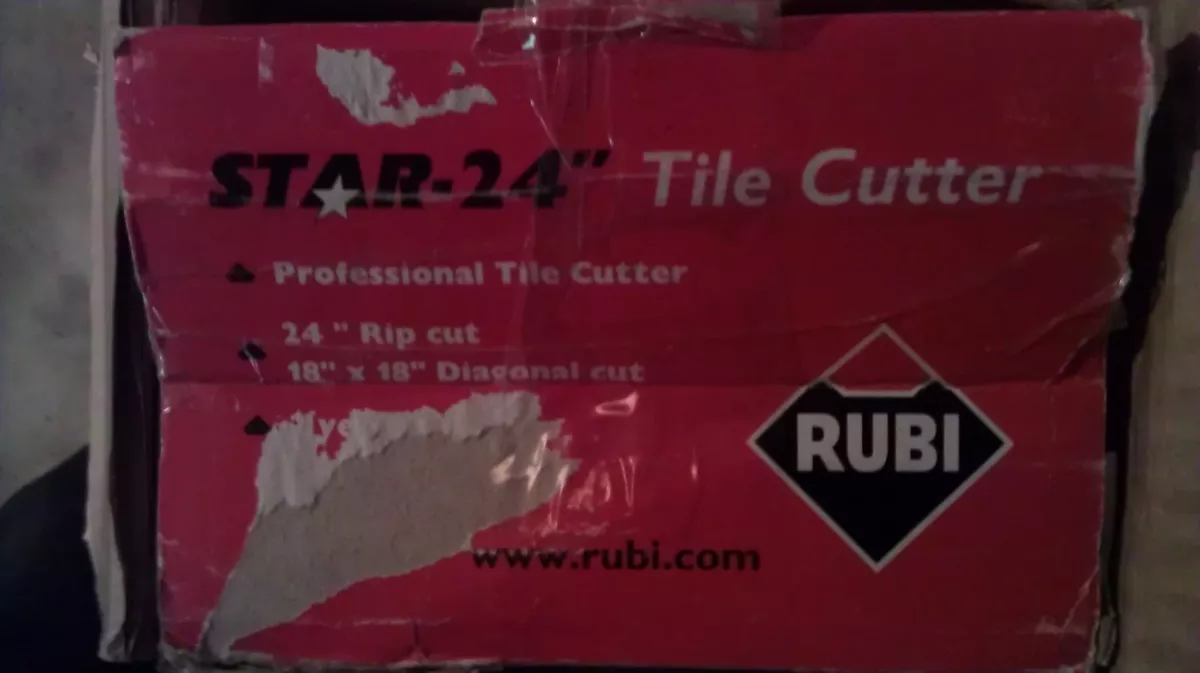 STAR-24" Tile Cutter
Professional Tile Cutter
24" Rip cut
18" x 18" Diagonal cut
RUBI
www.rubi.com